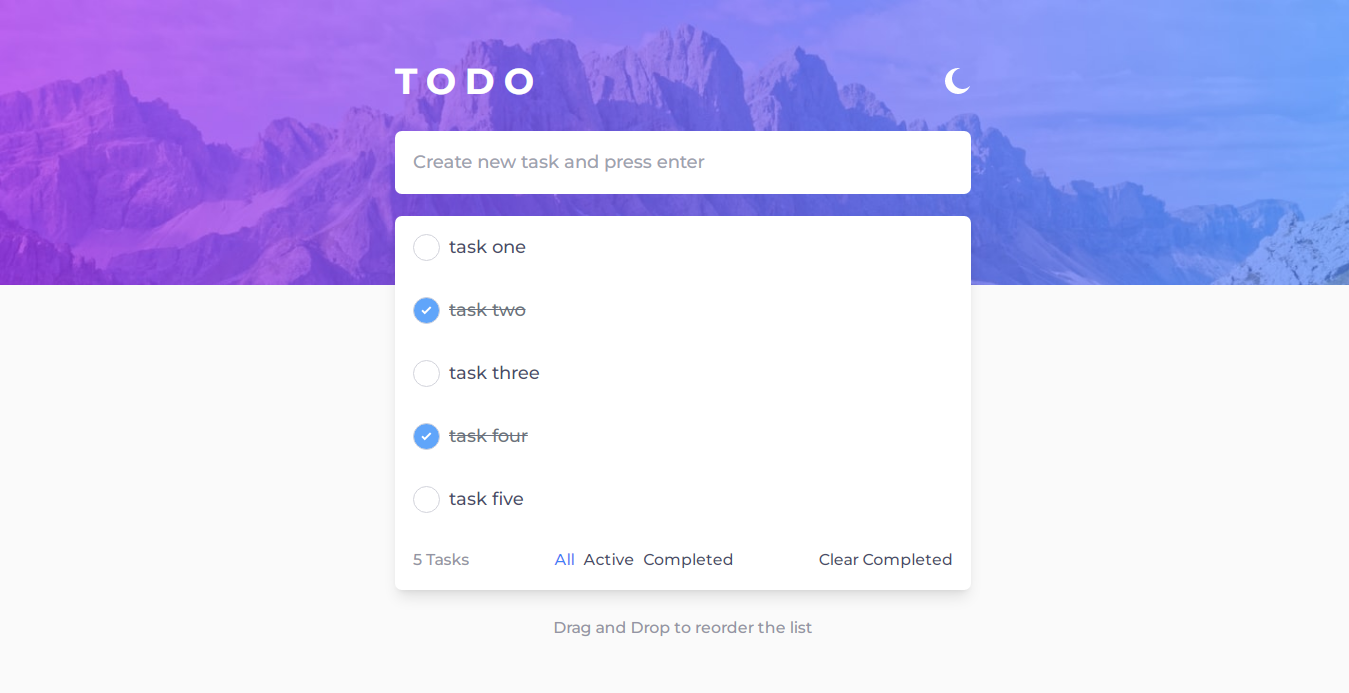 TODO
Create new task and press enter
task one
task two
task three
task four
task five
5 Tasks All Active Completed Clear Completed
Drag and Drop to reorder the list